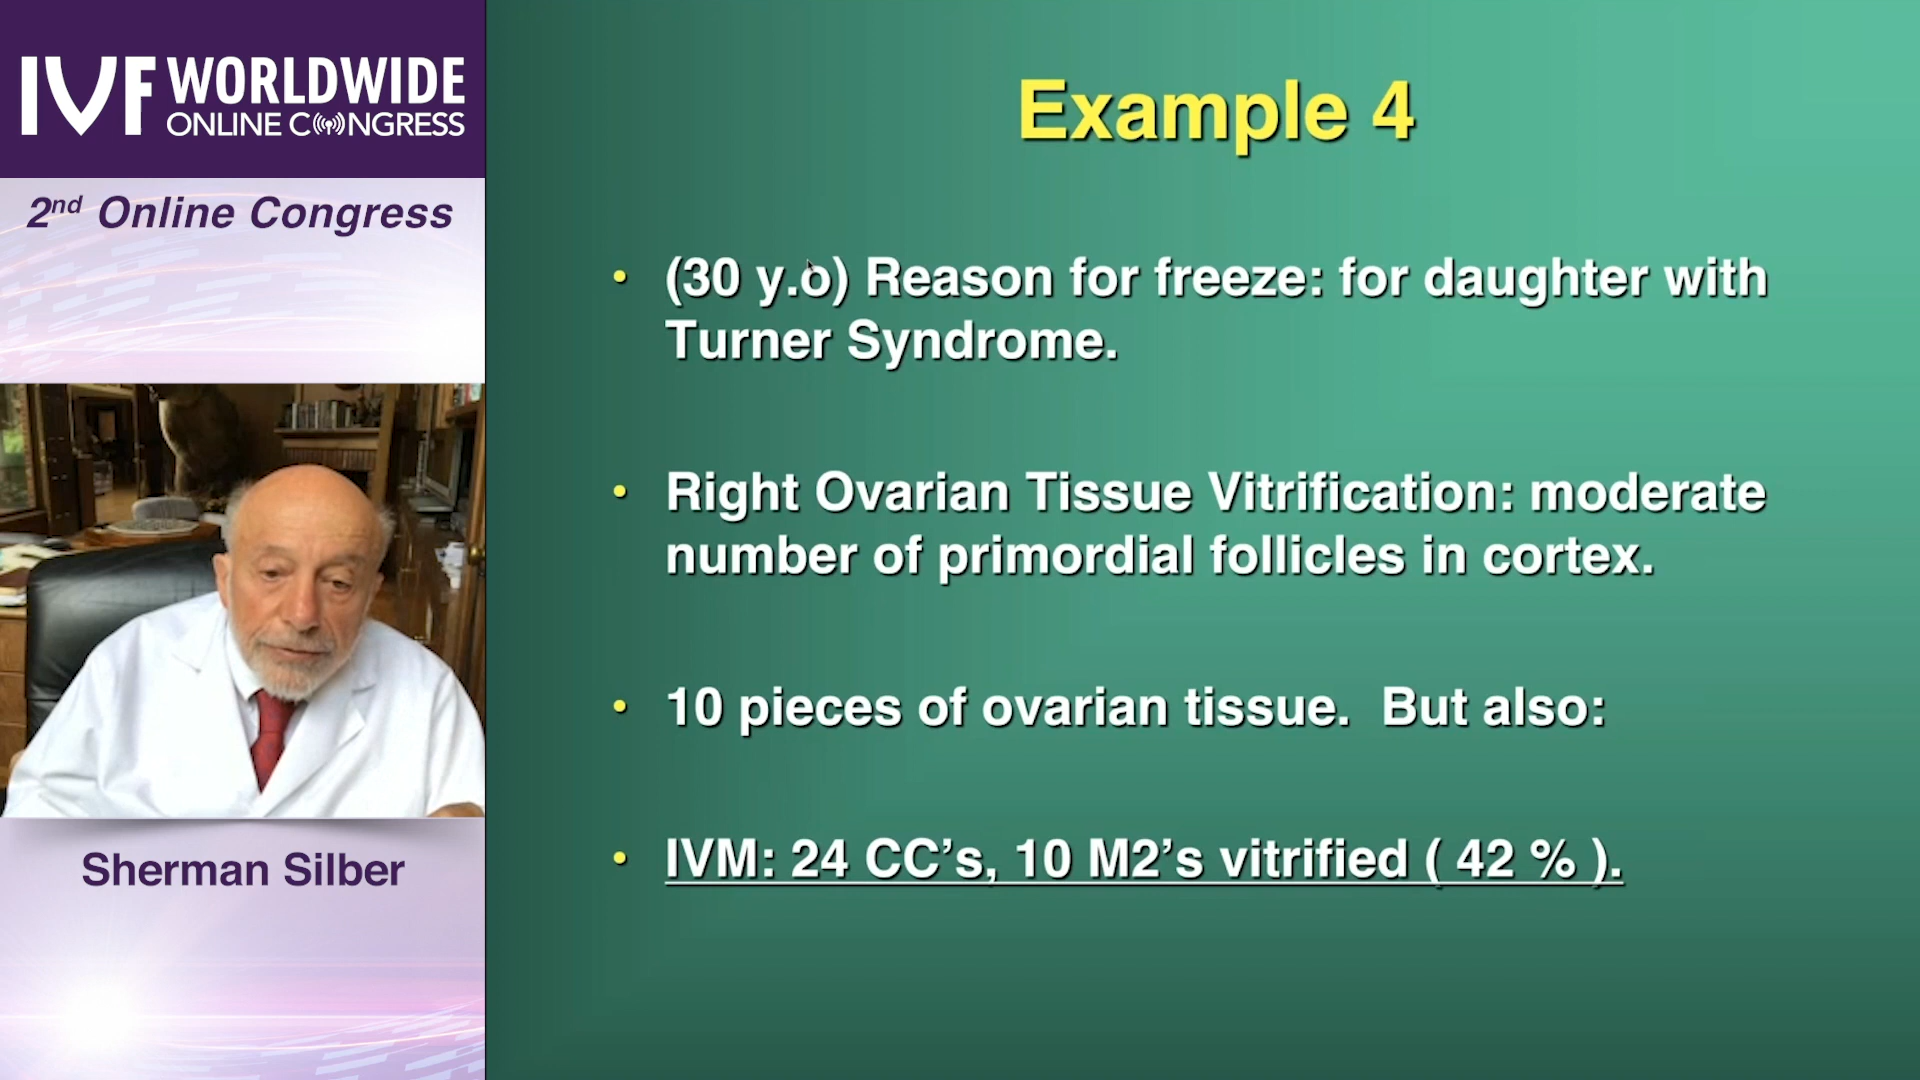 IVF WORLDWIDE
ONLINE CONGRESS
2nd Online Congress
Sherman Silber
Example 4
• (30 y.o) Reason for freeze: for daughter with
Turner Syndrome.
• Right Ovarian Tissue Vitrification: moderate
number of primordial follicles in cortex.
• 10 pieces of ovarian tissue.  But also:
• IVM: 24 CC’s, 10 M2’s vitrified ( 42 % ).